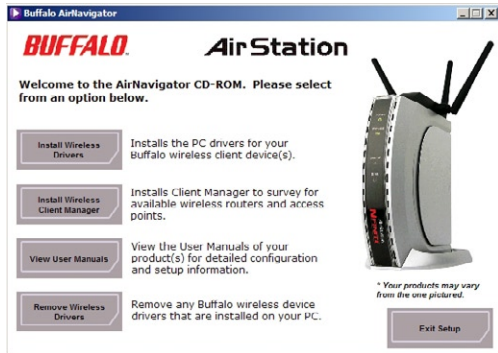 Buffalo AirNavigator
BUFFALO
AirStation
Welcome to the AirNavigator CD-ROM. Please select
from an option below.
Install Wireless
Drivers
Installs the PC drivers for your
Buffalo wireless client device(s).
Install Wireless
Client Manager
Installs Client Manager to survey for
available wireless routers and access
points.
View User Manuals
View the User Manuals of your
product(s) for detailed configuration
and setup information.
Remove Wireless
Drivers
Remove any Buffalo wireless device
drivers that are installed on your PC.
* Your products may vary
from the one pictured.
Exit Setup